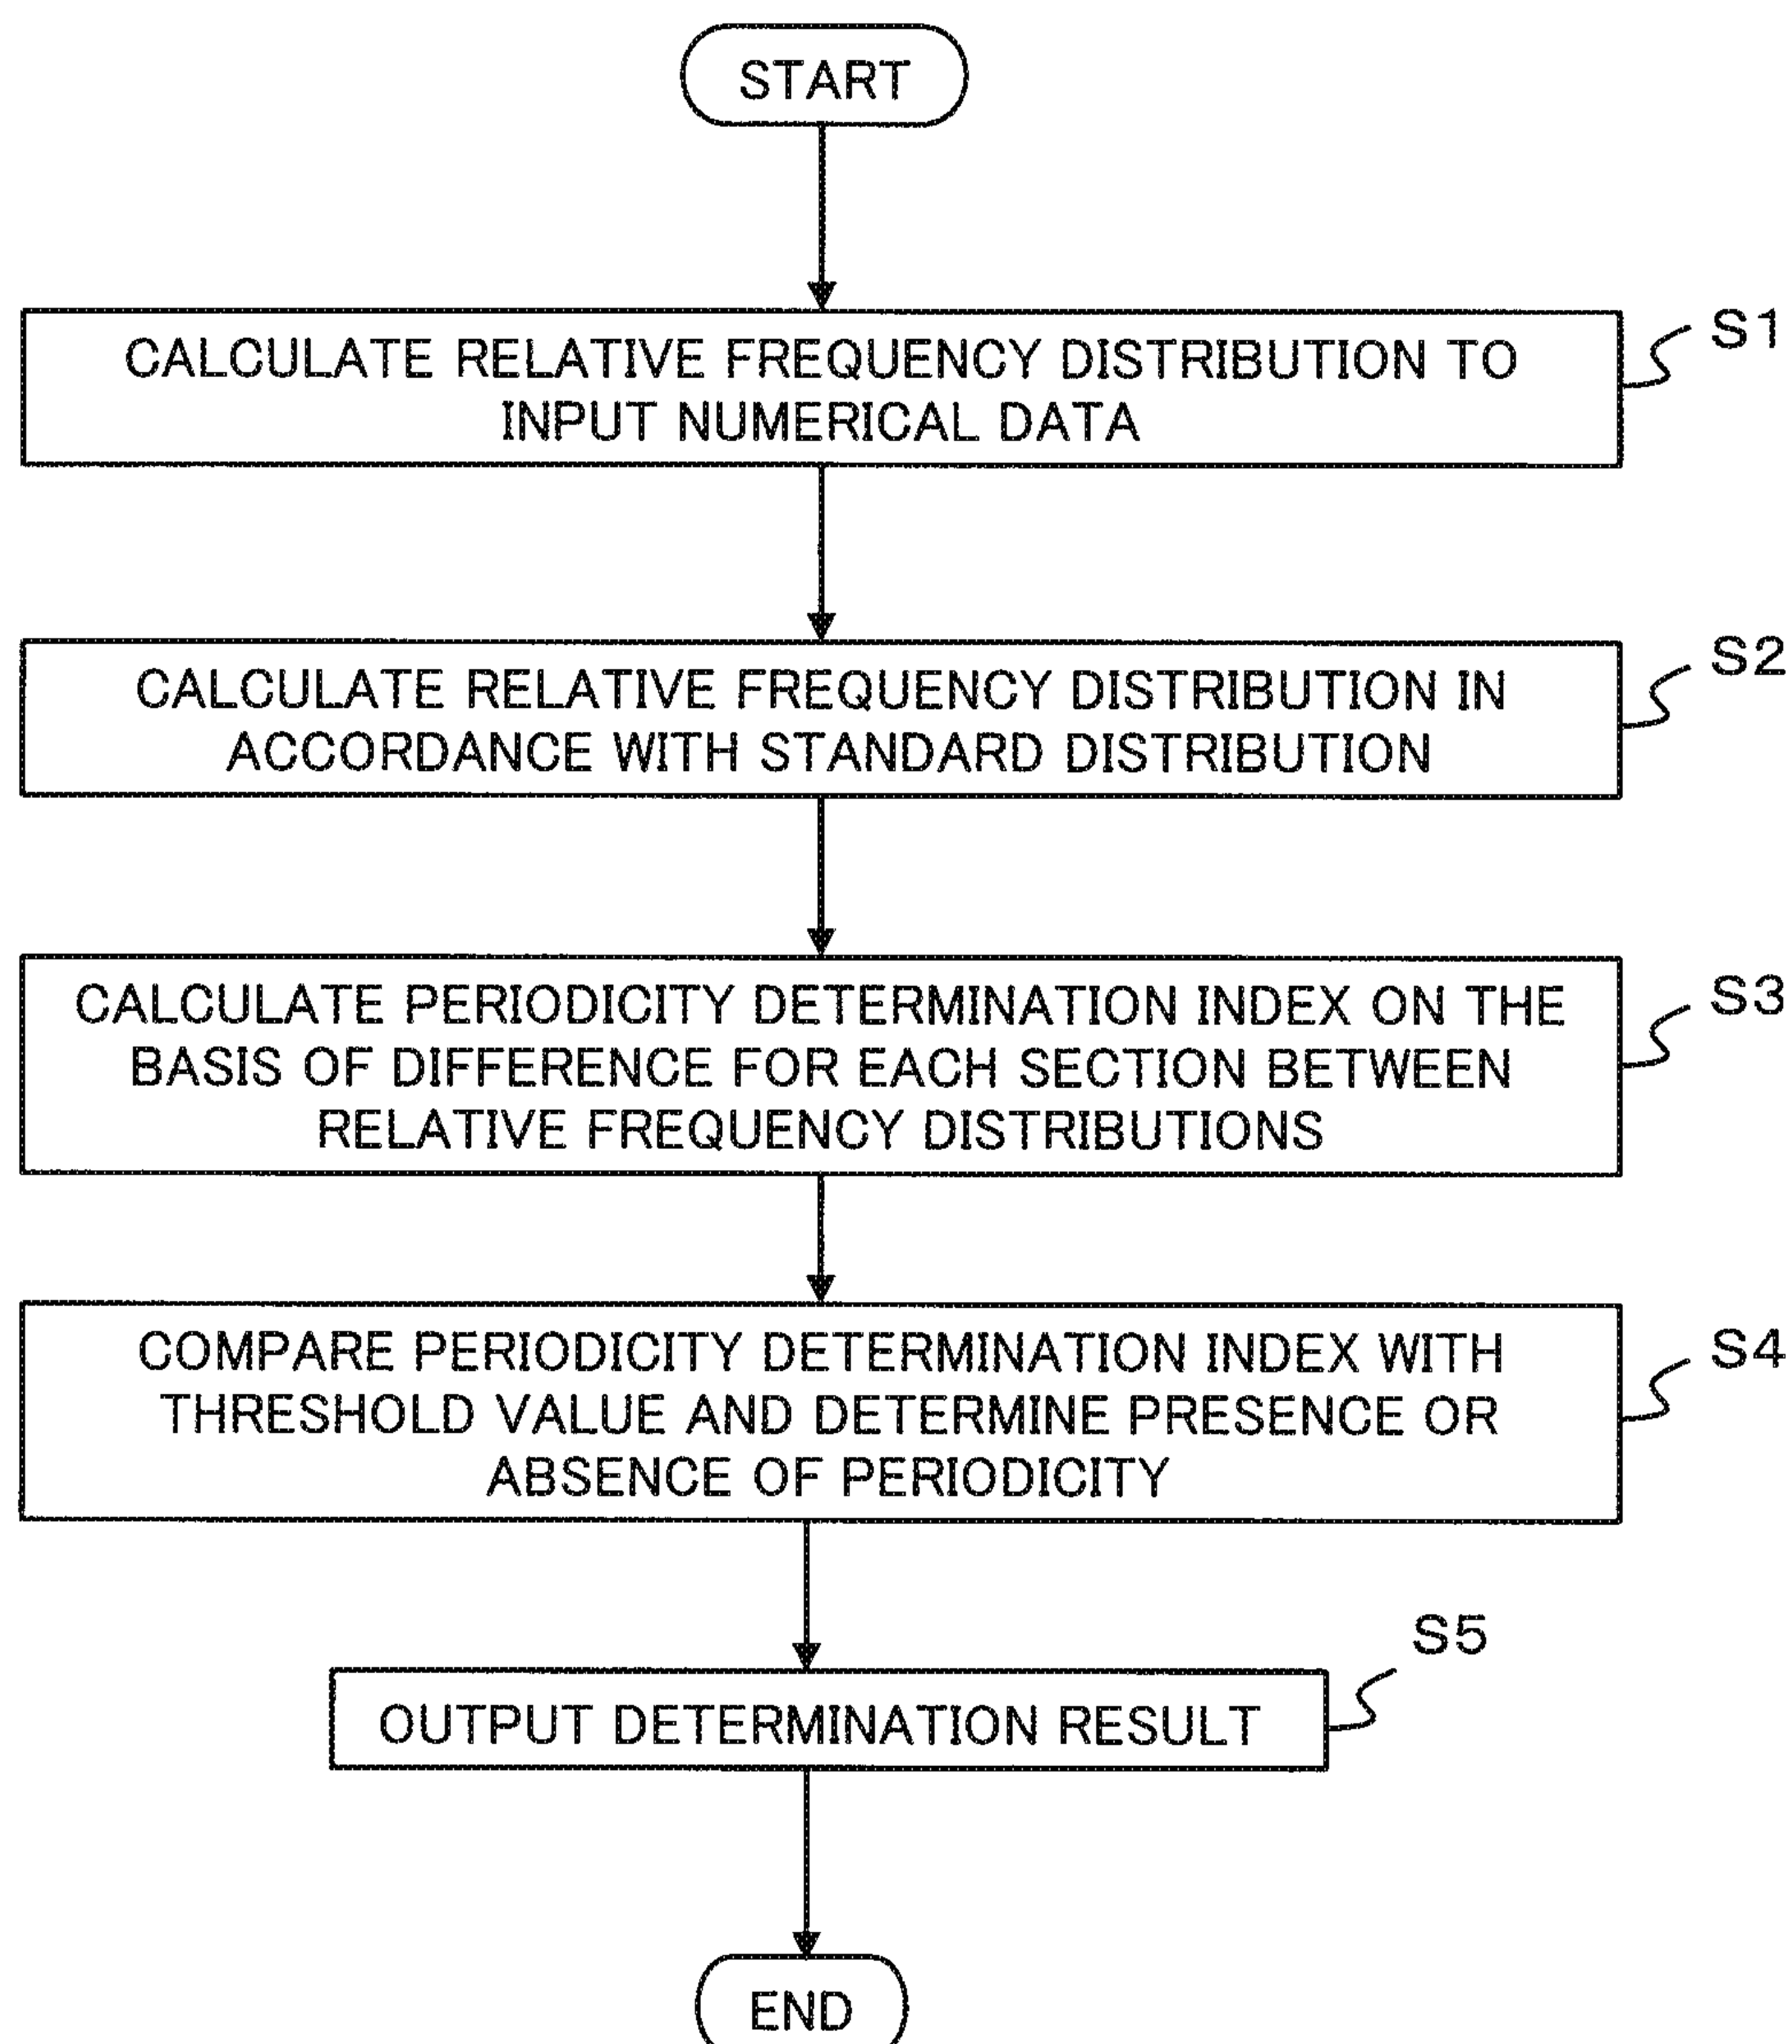 START
CALCULATE RELATIVE FREQUENCY DISTRIBUTION TO
INPUT NUMERICAL DATA
S1
CALCULATE RELATIVE FREQUENCY DISTRIBUTION IN
ACCORDANCE WITH STANDARD DISTRIBUTION
S2
CALCULATE PERIODICITY DETERMINATION INDEX ON THE
BASIS OF DIFFERENCE FOR EACH SECTION BETWEEN
RELATIVE FREQUENCY DISTRIBUTIONS
S3
COMPARE PERIODICITY DETERMINATION INDEX WITH
THRESHOLD VALUE AND DETERMINE PRESENCE OR
ABSENCE OF PERIODICITY
S4
OUTPUT DETERMINATION RESULT
S5
END